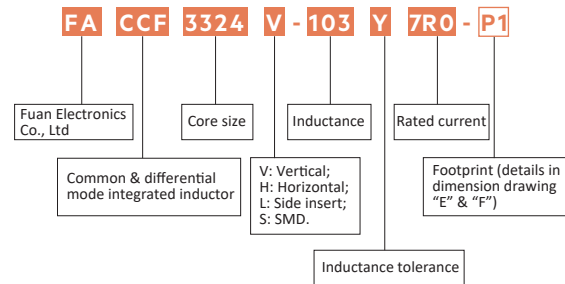 FA CCF 3324 V - 103 Y 7R0 - P1
Fuan Electronics
Co., Ltd
Core size
Inductance
Rated current
Common & differential
mode integrated inductor
V: Vertical;
H: Horizontal;
L: Side insert;
S: SMD.
Footprint (details in
dimension drawing
“E” & “F”)
Inductance tolerance